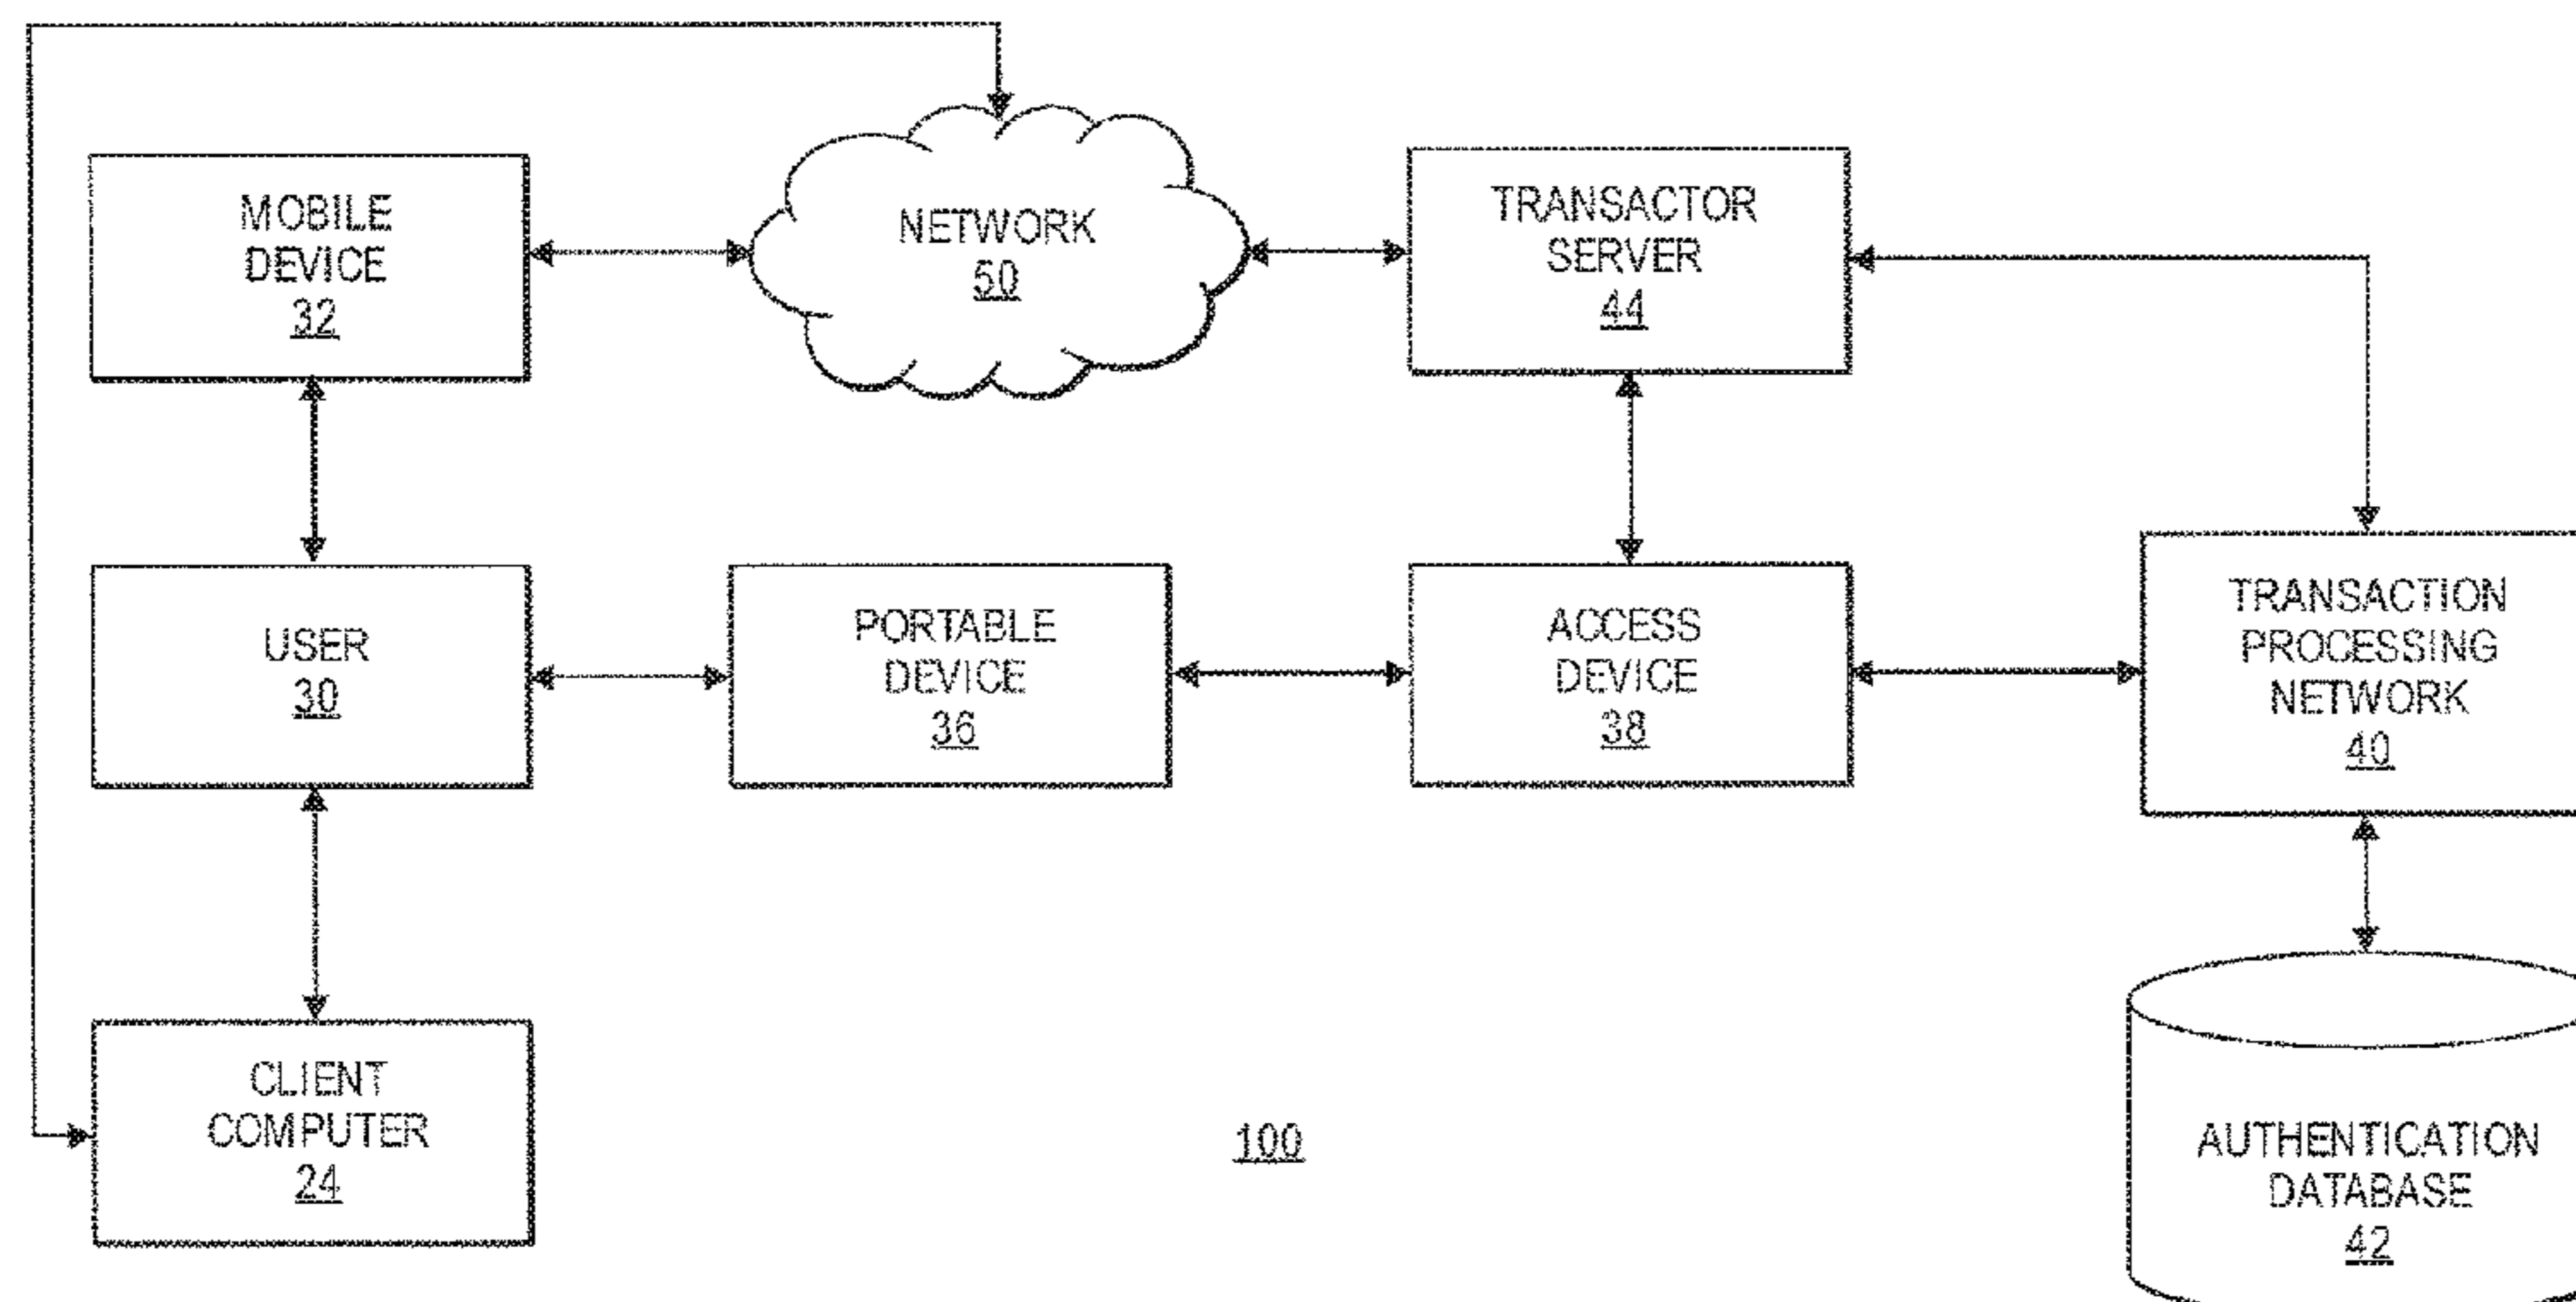 MOBILE
DEVICE
32
NETWORK
50
TRANSACTOR
SERVER
44
USER
30
PORTABLE
DEVICE
36
ACCESS
DEVICE
38
TRANSACTION
PROCESSING
NETWORK
40
CLIENT
COMPUTER
24
100
AUTHENTICATION
DATABASE
42